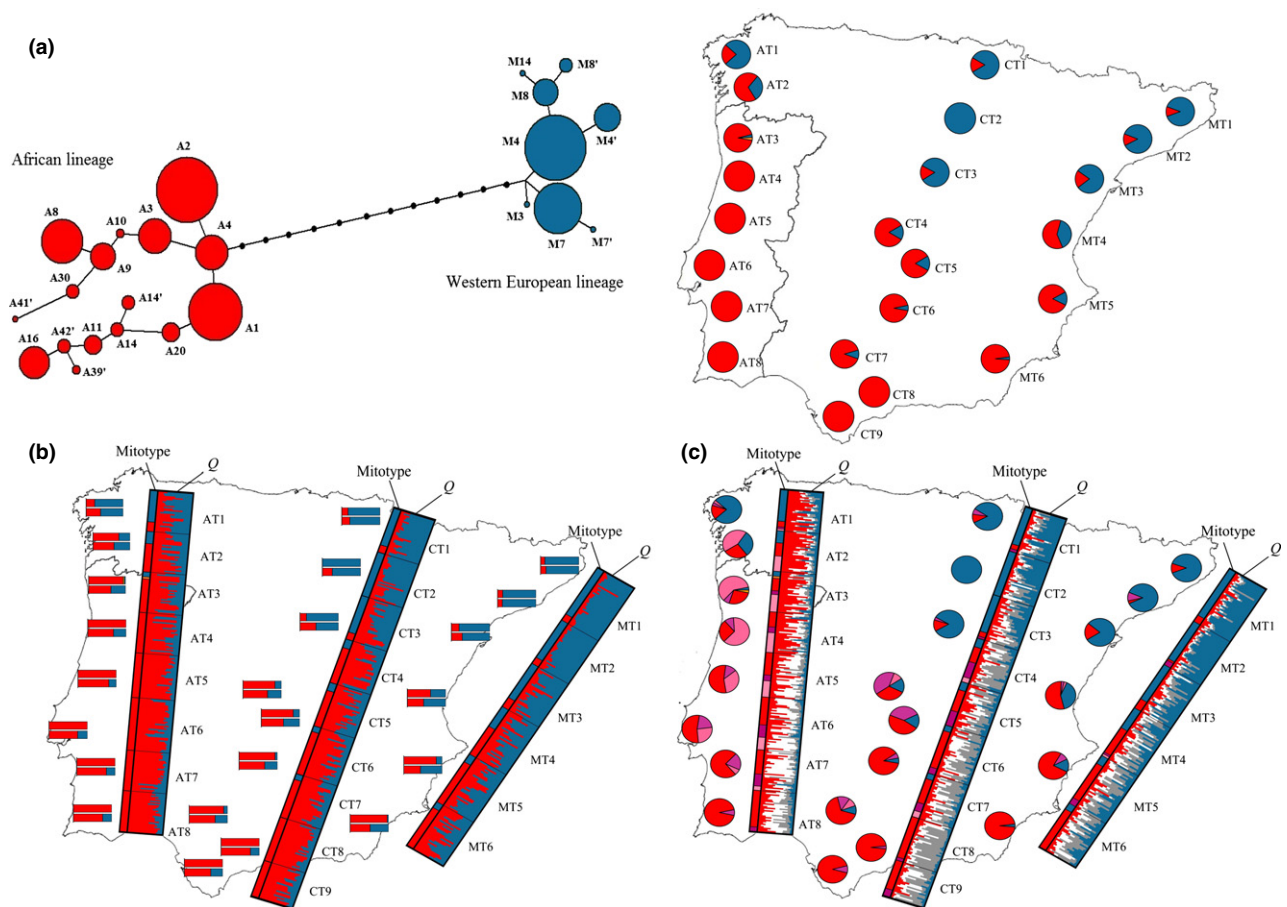 (a)
African lineage
A2
A8
A10
A3
A4
A9
A30
A41'
A14'
A42'
A11
A16
A14
A20
A1
A39'
M14
M8'
M8
M4
M4'
M3
M7
M7'
Western European lineage
AT1
AT2
AT3
AT4
AT5
AT6
AT7
AT8
CT1
CT2
CT3
CT4
CT5
CT6
CT7
CT8
CT9
MT1
MT2
MT3
MT4
MT5
MT6
(b)
Mitotype
Q
AT1
AT2
AT3
AT4
AT5
AT6
AT7
AT8
Mitotype
Q
CT1
CT2
CT3
CT4
CT5
CT6
CT7
CT8
CT9
Mitotype
Q
MT1
MT2
MT3
MT4
MT5
MT6
(c)
Mitotype
Q
AT1
AT2
AT3
AT4
AT5
AT6
AT7
AT8
Mitotype
Q
CT1
CT2
CT3
CT4
CT5
CT6
CT7
CT8
CT9
Mitotype
Q
MT1
MT2
MT3
MT4
MT5
MT6